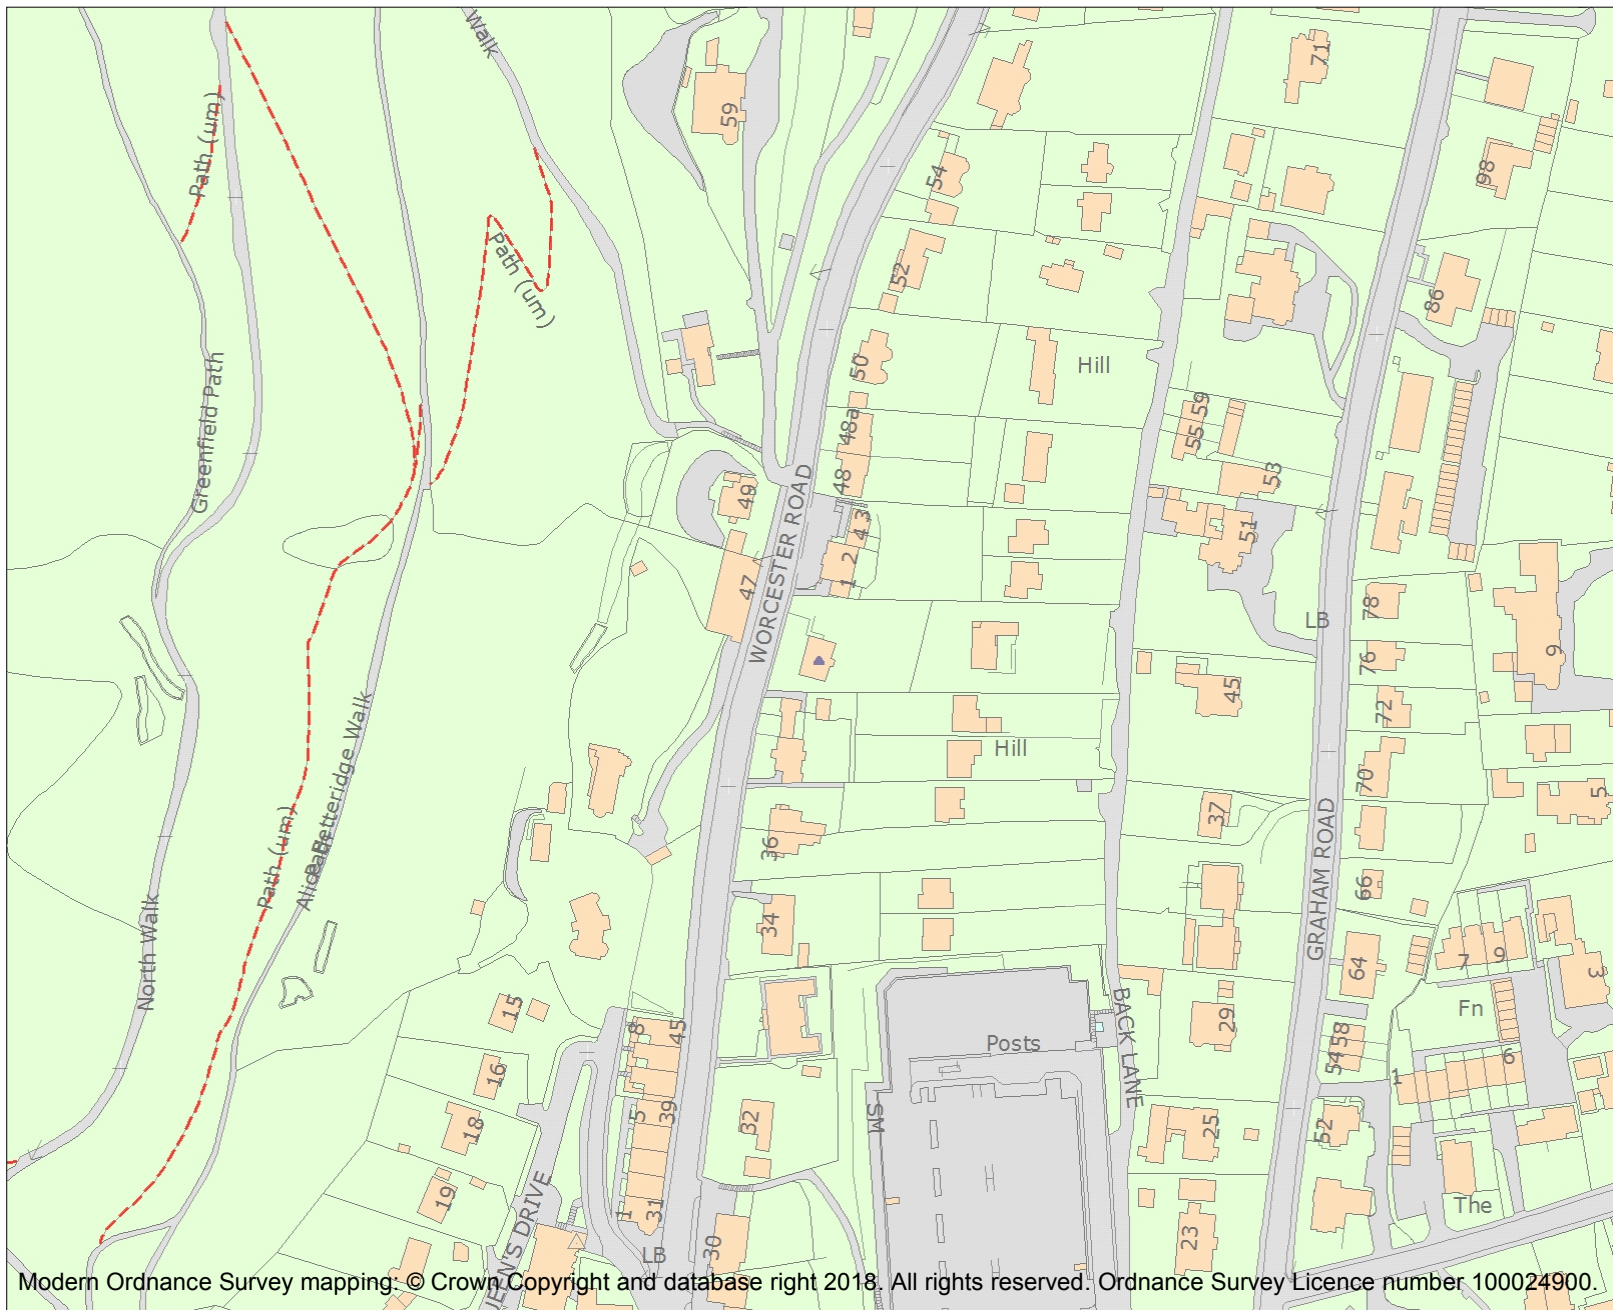 Walk
71
59
Path (um)
98
54
Path (um)
52
86
50
Hill
Greenfield Path
59
48a
55
WORCESTER ROAD
53
48
49
3
4
51
2
1
47
78
LB
9
76
45
72
Alice Betteridge Walk
Path
Hill
70
5
37
Path (um)
36
GRAHAM ROAD
66
North Walk
34
7
9
64
3
15
BACK LANE
Fn
8
45
29
Posts
58
54
6
16
1
5
39
SM
32
25
52
18
19
QUEEN'S DRIVE
1
31
The
23
30
LB
Modern Ordnance Survey mapping: © Crown Copyright and database right 2018. All rights reserved. Ordnance Survey Licence number 100024900.